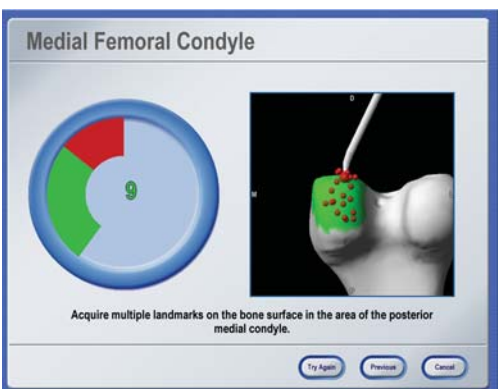 Medial Femoral Condyle
D
9
M
Acquire multiple landmarks on the bone surface in the area of the posterior
medial condyle.
Try Again
Previous
Cancel